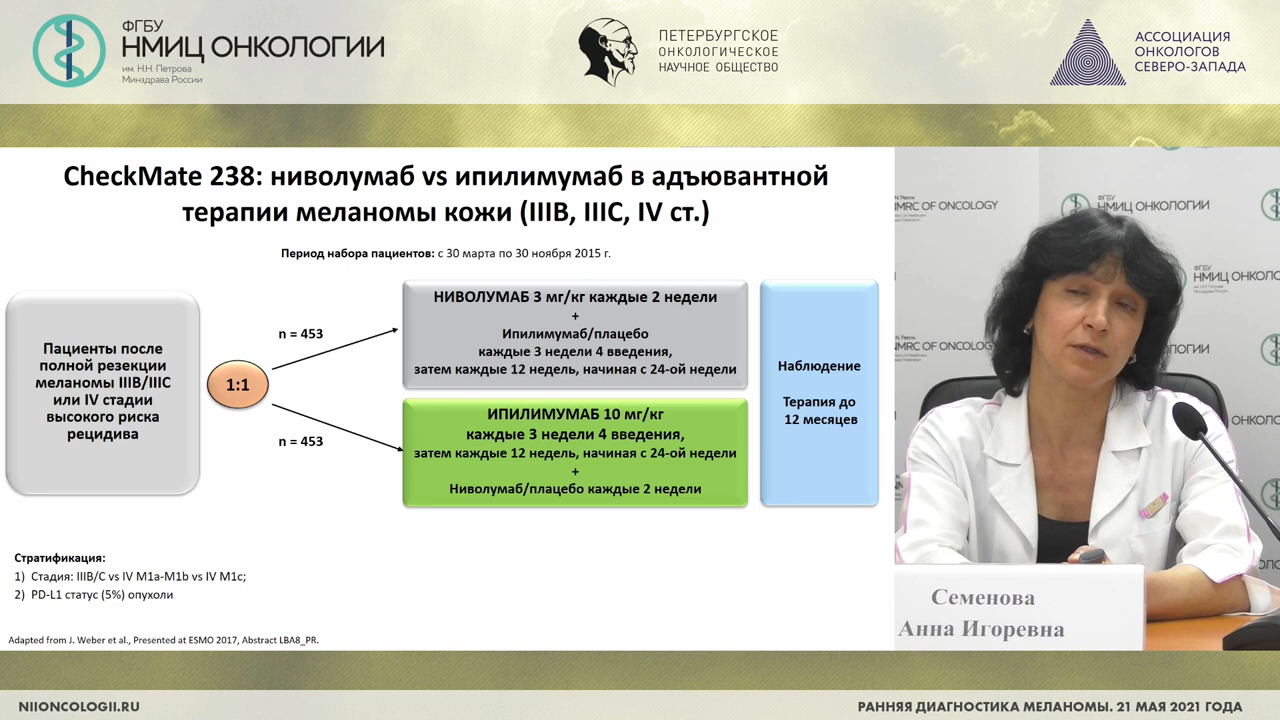 ФГБУ
НМИЦ ОНКОЛОГИИ
им. Н.Н. Петрова
Минздрава России
ПЕТЕРБУРГСКОЕ
ОНКОЛОГИЧЕСКОЕ
НАУЧНОЕ ОБЩЕСТВО
АССОЦИАЦИЯ
ОНКОЛОГОВ
СЕВЕРО-ЗАПАДА
CheckMate 238: ниволумаб vs ипилимумаб в адъювантной
терапии меланомы кожи (IIIB, IIIC, IV ст.)
Период набора пациентов: с 30 марта по 30 ноября 2015 г.
Пациенты после
полной резекции
меланомы IIIB/IIIC
или IV стадии
высокого риска
рецидива
1:1
n = 453
n = 453
НИВОЛУМАБ 3 мг/кг каждые 2 недели
+
Ипилимумаб/плацебо
каждые 3 недели 4 введения,
затем каждые 12 недель, начиная с 24-ой недели
ИПИЛИМУМАБ 10 мг/кг
каждые 3 недели 4 введения,
затем каждые 12 недель, начиная с 24-ой недели
+
Ниволумаб/плацебо каждые 2 недели
Наблюдение
Терапия до
12 месяцев
Стратификация:
1) Стадия: IIIB/C vs IV M1a-M1b vs IV M1c;
2) PD-L1 статус (5%) опухоли
Adapted from J. Weber et al., Presented at ESMO 2017, Abstract LBA8_PR.
NMRC OF ONCOLOGY
ФГБУ
НМИЦ ОНКОЛОГИИ
Семенова
Анна Игоревна
NIIONCOLOGII.RU
РАННЯЯ ДИАГНОСТИКА МЕЛАНОМЫ. 21 МАЯ 2021 ГОДА